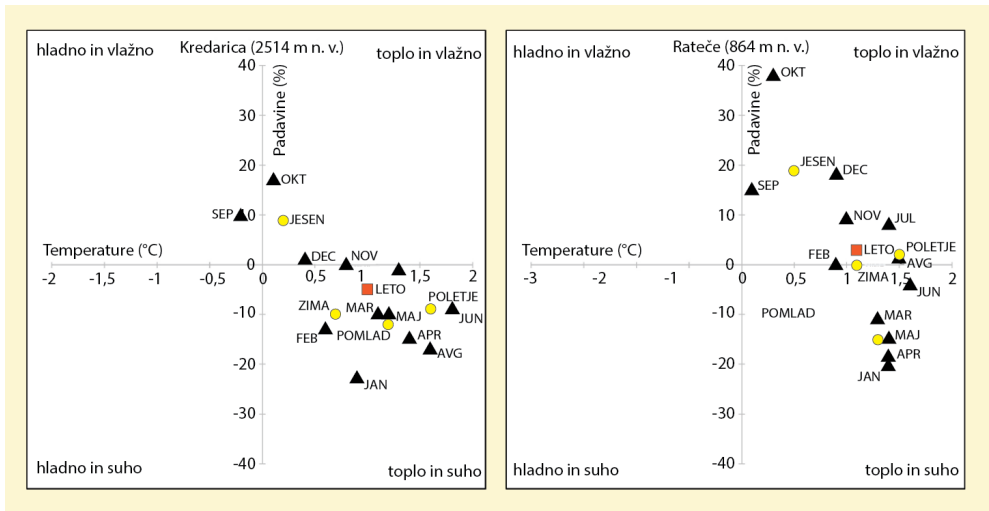 hladno in vlažno
Kredarica (2514 m n. v.)
toplo in vlažno
Padavine (%)
40
30
20
10
0
-10
-20
-30
-40
OKT
SEP
JESEN
Temperature (°C)
DEC
NOV
-2
-1,5
-1
-0,5
0
0,5
1
1,5
2
LETO
ZIMA
MAR
POLETJE
MAJ
JUN
FEB
POMLAD
APR
AVG
JAN
hladno in suho
toplo in suho
hladno in vlažno
Rateče (864 m n. v.)
toplo in vlažno
Padavine (%)
40
30
20
10
0
-10
-20
-30
-40
OKT
JESEN
DEC
SEP
NOV
JUL
Temperature (°C)
FEB
LETO
POLETJE
AVG
ZIMA
-3
-2
-1
0
0,5
1
1,5
2
JUN
POMLAD
MAR
MAJ
APR
JAN
hladno in suho
toplo in suho